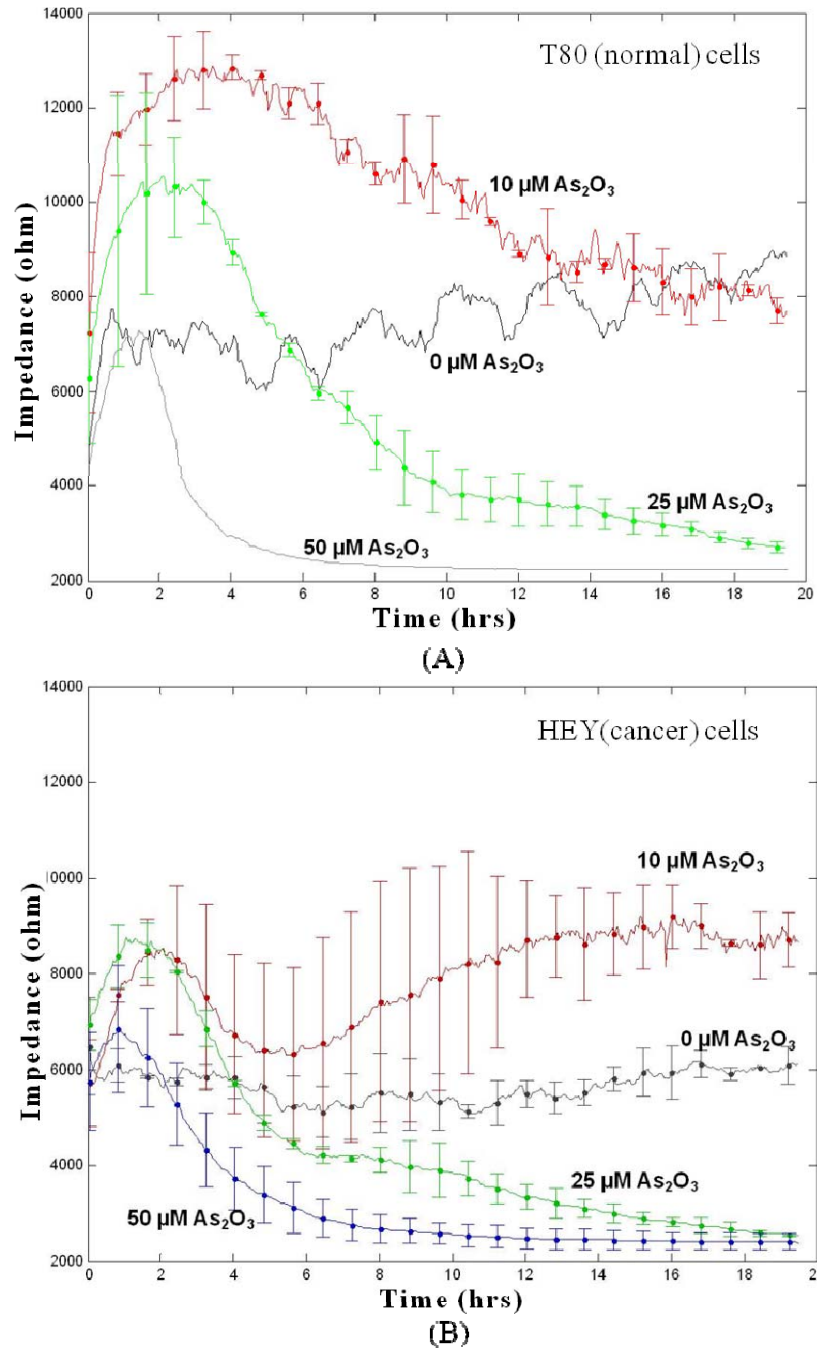 14000
T80 (normal) cells
12000
10 µM As₂O₃
10000
Impedance (ohm)
8000
0 µM As₂O₃
6000
4000
25 µM As₂O₃
50 µM As₂O₃
2000
0 2 4 6 8 10 12 14 16 18 20
Time (hrs)
(A)
14000
HEY(cancer) cells
12000
10 µM As₂O₃
10000
Impedance (ohm)
8000
0 µM As₂O₃
6000
4000
25 µM As₂O₃
50 µM As₂O₃
2000
0 2 4 6 8 10 12 14 16 18 2
Time (hrs)
(B)